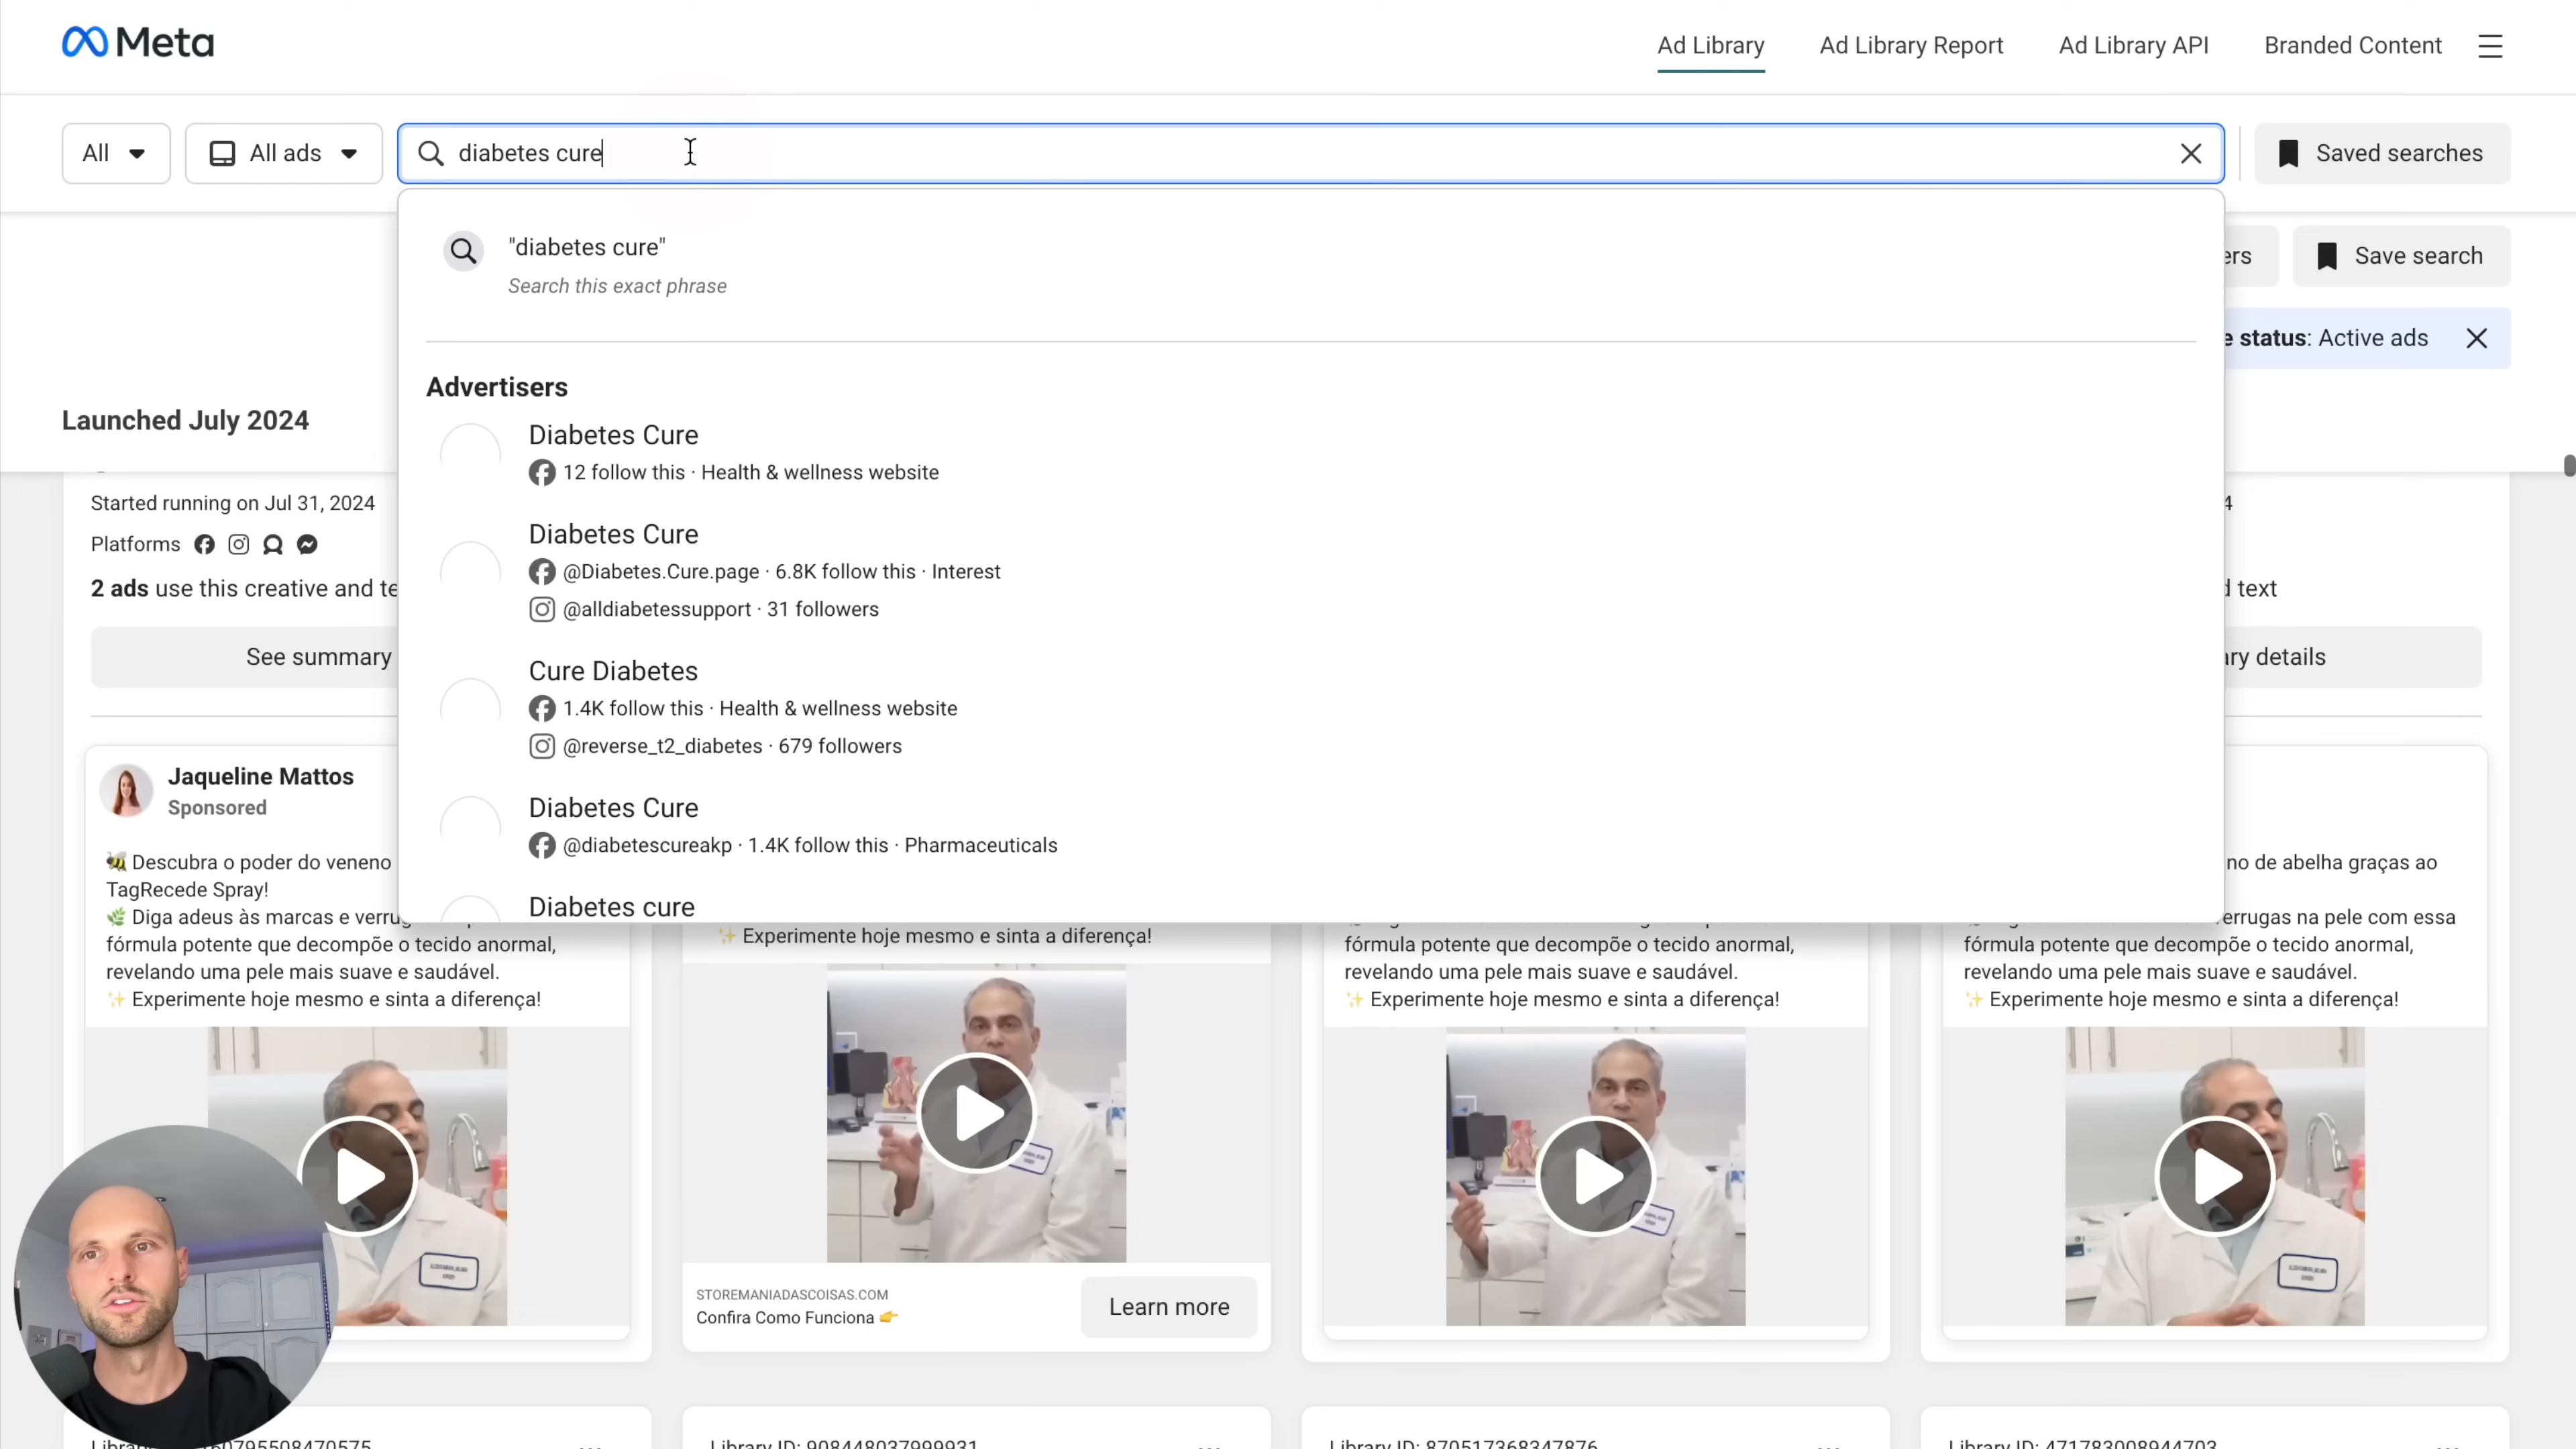 Meta
Ad Library
Ad Library Report
Ad Library API
Branded Content
All
All ads
diabetes cure
Saved searches
"diabetes cure"
Search this exact phrase
ers
Save search
e status: Active ads
Advertisers
Launched July 2024
Diabetes Cure
12 follow this · Health & wellness website
Diabetes Cure
@Diabetes.Cure.page · 6.8K follow this · Interest
@alldiabetessupport · 31 followers
Cure Diabetes
1.4K follow this · Health & wellness website
@reverse_t2_diabetes · 679 followers
Diabetes Cure
@diabetescureakp · 1.4K follow this · Pharmaceuticals
Diabetes cure
Started running on Jul 31, 2024
Platforms
2 ads use this creative and te
See summary
4
d text
ary details
Jaqueline Mattos
Sponsored
🐝 Descubra o poder do veneno
TagRecede Spray!
🌿 Diga adeus às marcas e verru
fórmula potente que decompõe o tecido anormal,
revelando uma pele mais suave e saudável.
✨ Experimente hoje mesmo e sinta a diferença!
✨ Experimente hoje mesmo e sinta a diferença!
STOREMANIADASCOISAS.COM
Confira Como Funciona 👉
Learn more
fórmula potente que decompõe o tecido anormal,
revelando uma pele mais suave e saudável.
✨ Experimente hoje mesmo e sinta a diferença!
no de abelha graças ao
errugas na pele com essa
fórmula potente que decompõe o tecido anormal,
revelando uma pele mais suave e saudável.
✨ Experimente hoje mesmo e sinta a diferença!
Library ID: 908448037999931
Library ID: 870517368347876
Library ID: 471783008944703